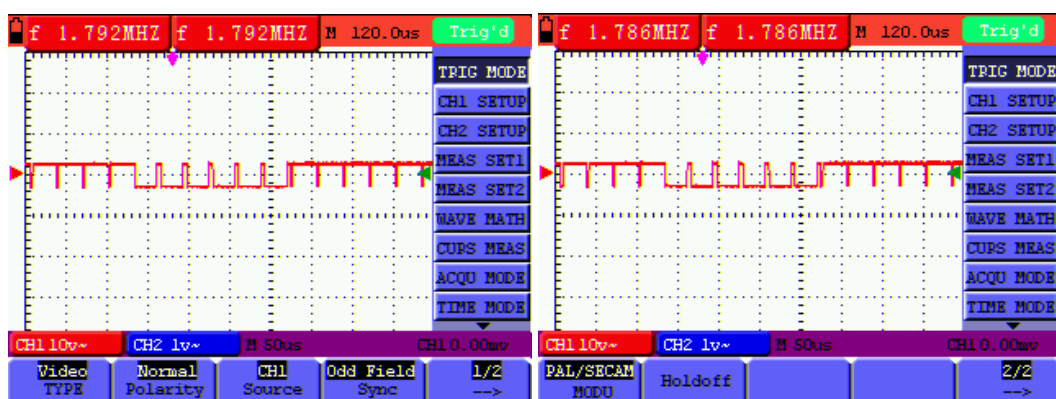 f 1.792MHZ f 1.792MHZ M 120.0us Trig'd
TRIG MODE
CH1 SETUP
CH2 SETUP
MEAS SET1
MEAS SET2
WAVE MATH
CURS MEAS
ACQU MODE
TIME MODE
CH1 10v~ CH2 1v~ M 50us CH1 0.00mv
Video Normal CH1 Odd Field 1/2
TYPE Polarity Source Sync -->
f 1.786MHZ f 1.786MHZ M 120.0us Trig'd
TRIG MODE
CH1 SETUP
CH2 SETUP
MEAS SET1
MEAS SET2
WAVE MATH
CURS MEAS
ACQU MODE
TIME MODE
CH1 10v~ CH2 1v~ M 50us CH1 0.00mv
PAL/SECAM Holdoff 2/2
MODU -->